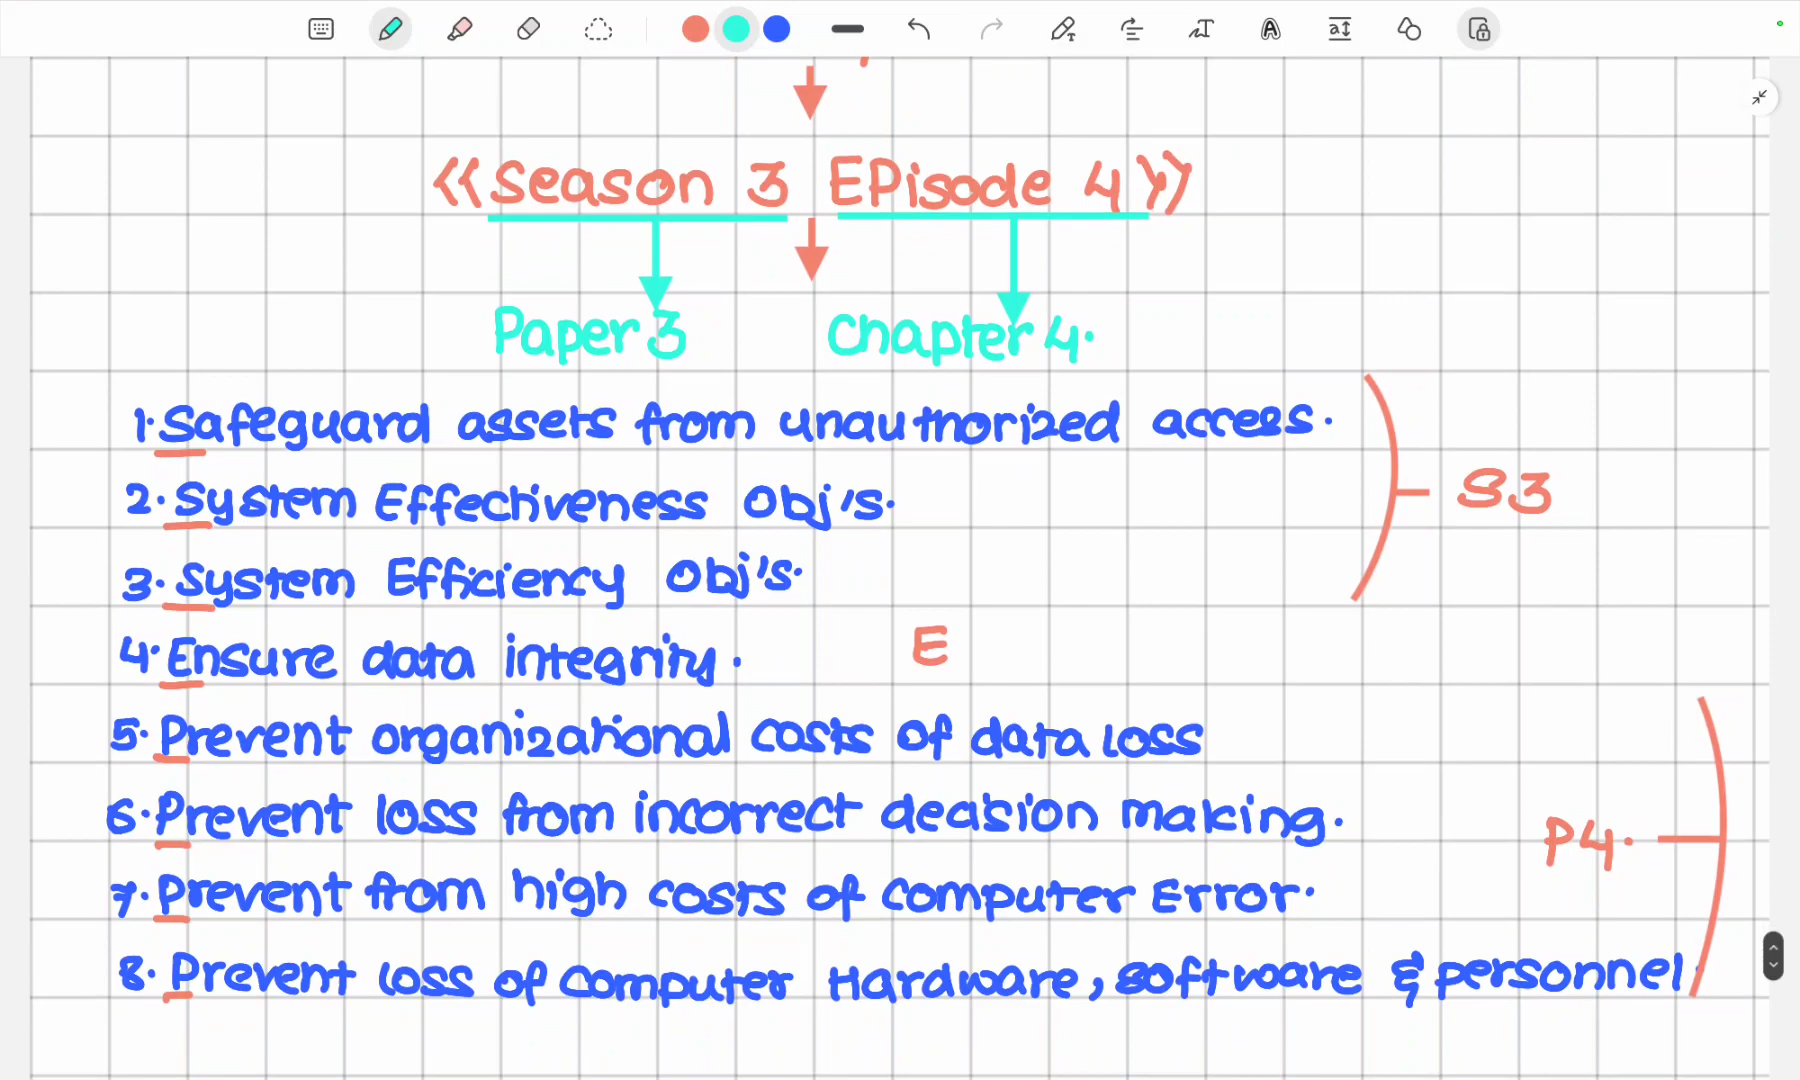 «Season 3 EPisode 4»
Paper 3 Chapter 4.
1. Safeguard assets from unauthorized access.
2. System Effectiveness Obj's.
3. System Efficiency Obj's.
S3
4. Ensure data integrity.
E
5. Prevent organizational costs of data loss
6. Prevent loss from incorrect decision making.
7. Prevent from high costs of computer Error.
8. Prevent loss of computer Hardware, software & personnel.
P4.